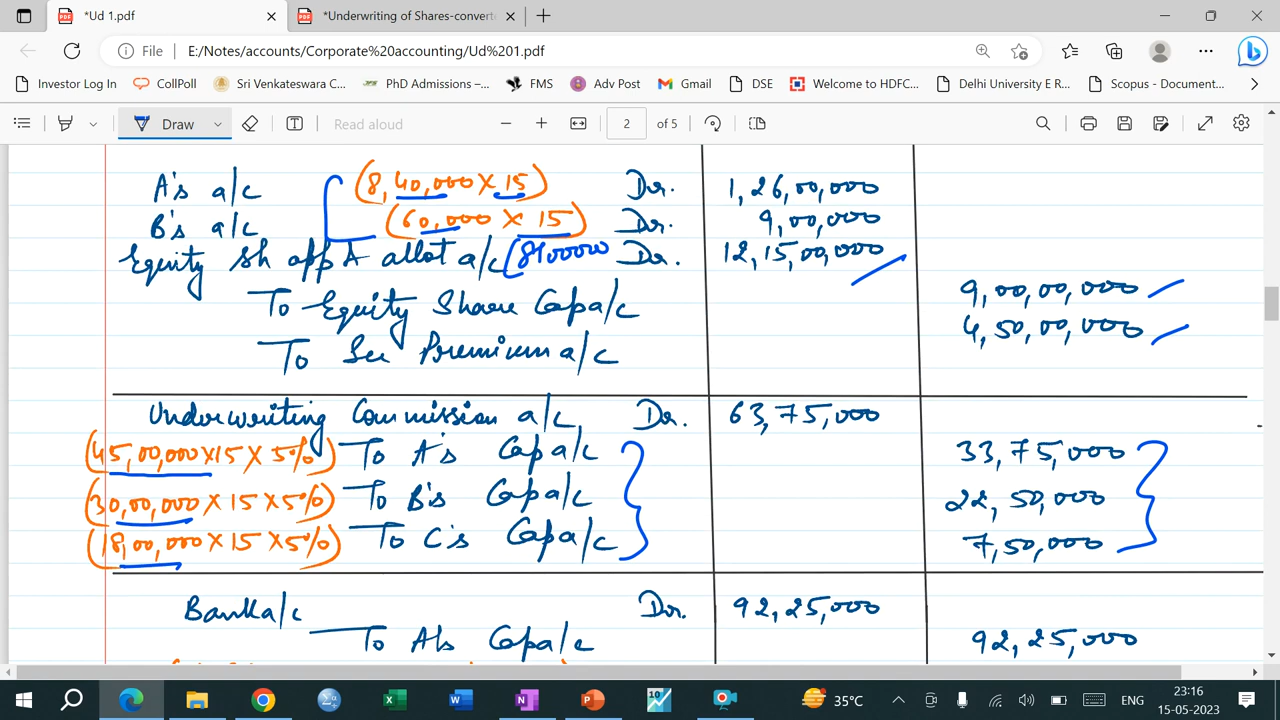 *Ud 1.pdf
*Underwriting of Shares-converte
File
E:/Notes/accounts/Corporate%20accounting/Ud%201.pdf
Investor Log In
CollPoll
Sri Venkateswara C...
PhD Admissions –...
FMS
Adv Post
Gmail
DSE
Welcome to HDFC...
Delhi University E R...
Scopus - Document...
Draw
Read aloud
2 of 5
A's a/c (8,40,000 X 15) Dr. 1,26,00,000
B's a/c (60,000 X 15) Dr. 9,00,000
Equity Sh app & allot a/c (8100000 Dr. 12,15,00,000
To Equity Share Cap a/c 9,00,00,000
To Sec Premium a/c 4,50,00,000
Underwriting Commission a/c Dr. 63,75,000
(45,00,000 X 15 X 5%) To A's Cap a/c 33,75,000
(30,00,000 X 15 X 5%) To B's Cap a/c 22,50,000
(18,00,000 X 15 X 5%) To C's Cap a/c 7,50,000
Bank a/c Dr. 92,25,000
To A's Cap a/c 92,25,000
35°C
ENG
23:16
15-05-2023